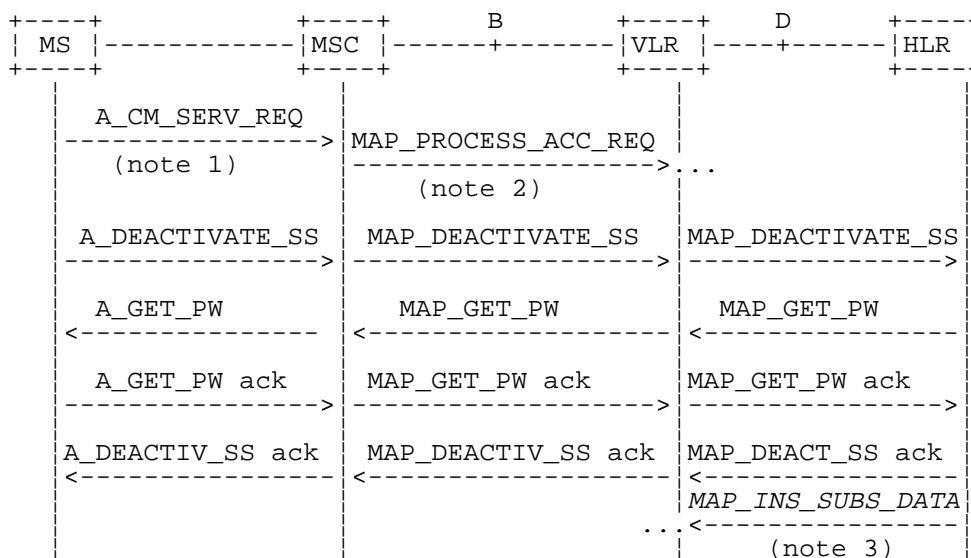 B D
MS MSC VLR HLR
A_CM_SERV_REQ
MAP_PROCESS_ACC_REQ
(note 1) ...
(note 2)
A_DEACTIVATE_SS MAP_DEACTIVATE_SS MAP_DEACTIVATE_SS
A_GET_PW MAP_GET_PW MAP_GET_PW
A_GET_PW ack MAP_GET_PW ack MAP_GET_PW ack
A_DEACTIV_SS ack MAP_DEACTIV_SS ack MAP_DEACT_SS ack
MAP_INS_SUBS_DATA
...
(note 3)